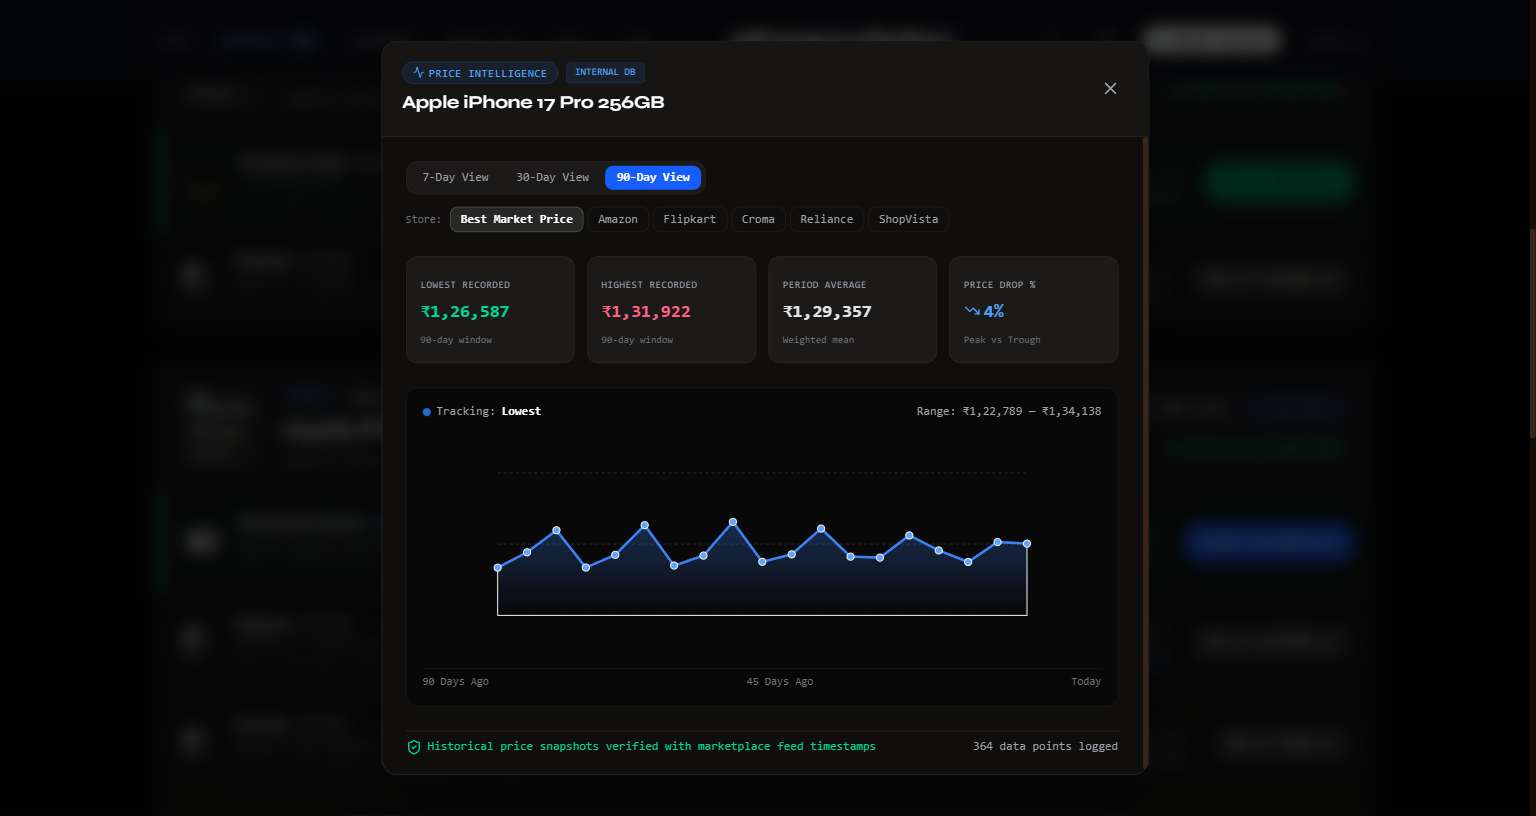 PRICE INTELLIGENCE INTERNAL DB
Apple iPhone 17 Pro 256GB
7-Day View 30-Day View 90-Day View
Store: Best Market Price Amazon Flipkart Croma Reliance ShopVista
LOWEST RECORDED HIGHEST RECORDED PERIOD AVERAGE PRICE DROP %
₹1,26,587 ₹1,31,922 ₹1,29,357 4%
90-day window 90-day window Weighted mean Peak vs Trough
Tracking: Lowest Range: ₹1,22,789 — ₹1,34,138
90 Days Ago 45 Days Ago Today
Historical price snapshots verified with marketplace feed timestamps 364 data points logged